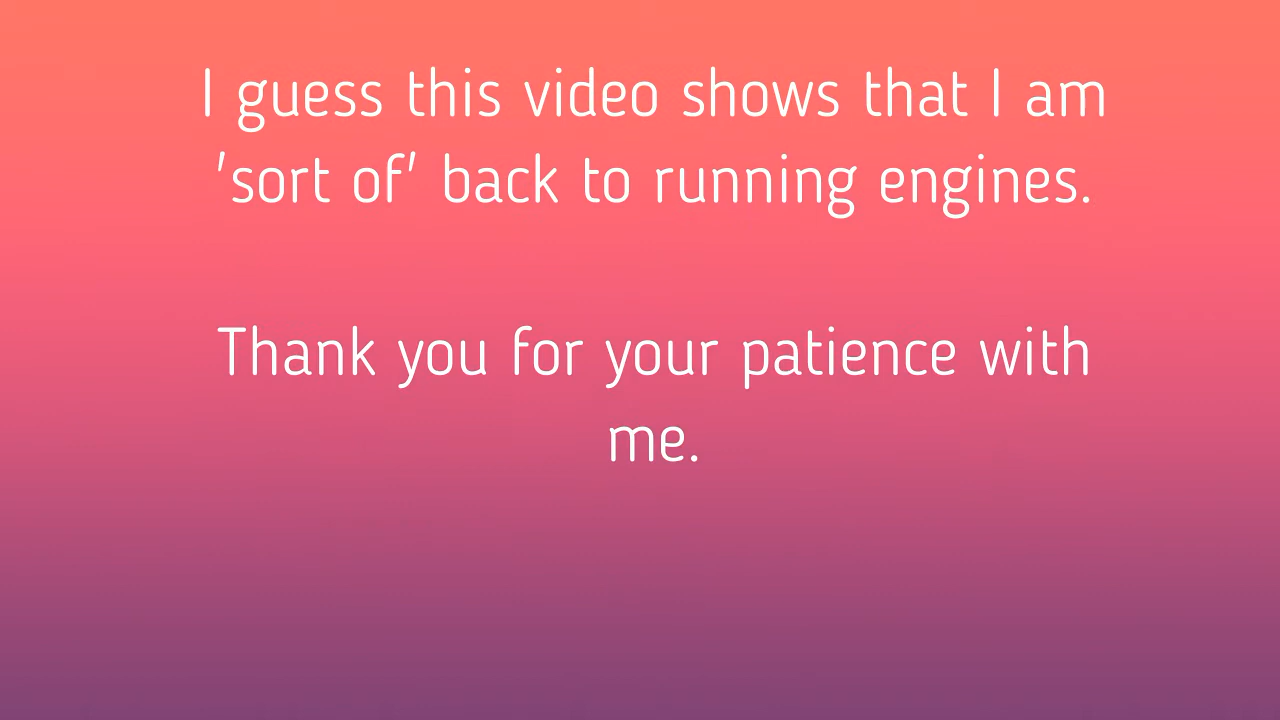 I guess this video shows that I am
'sort of' back to running engines.
Thank you for your patience with
me.